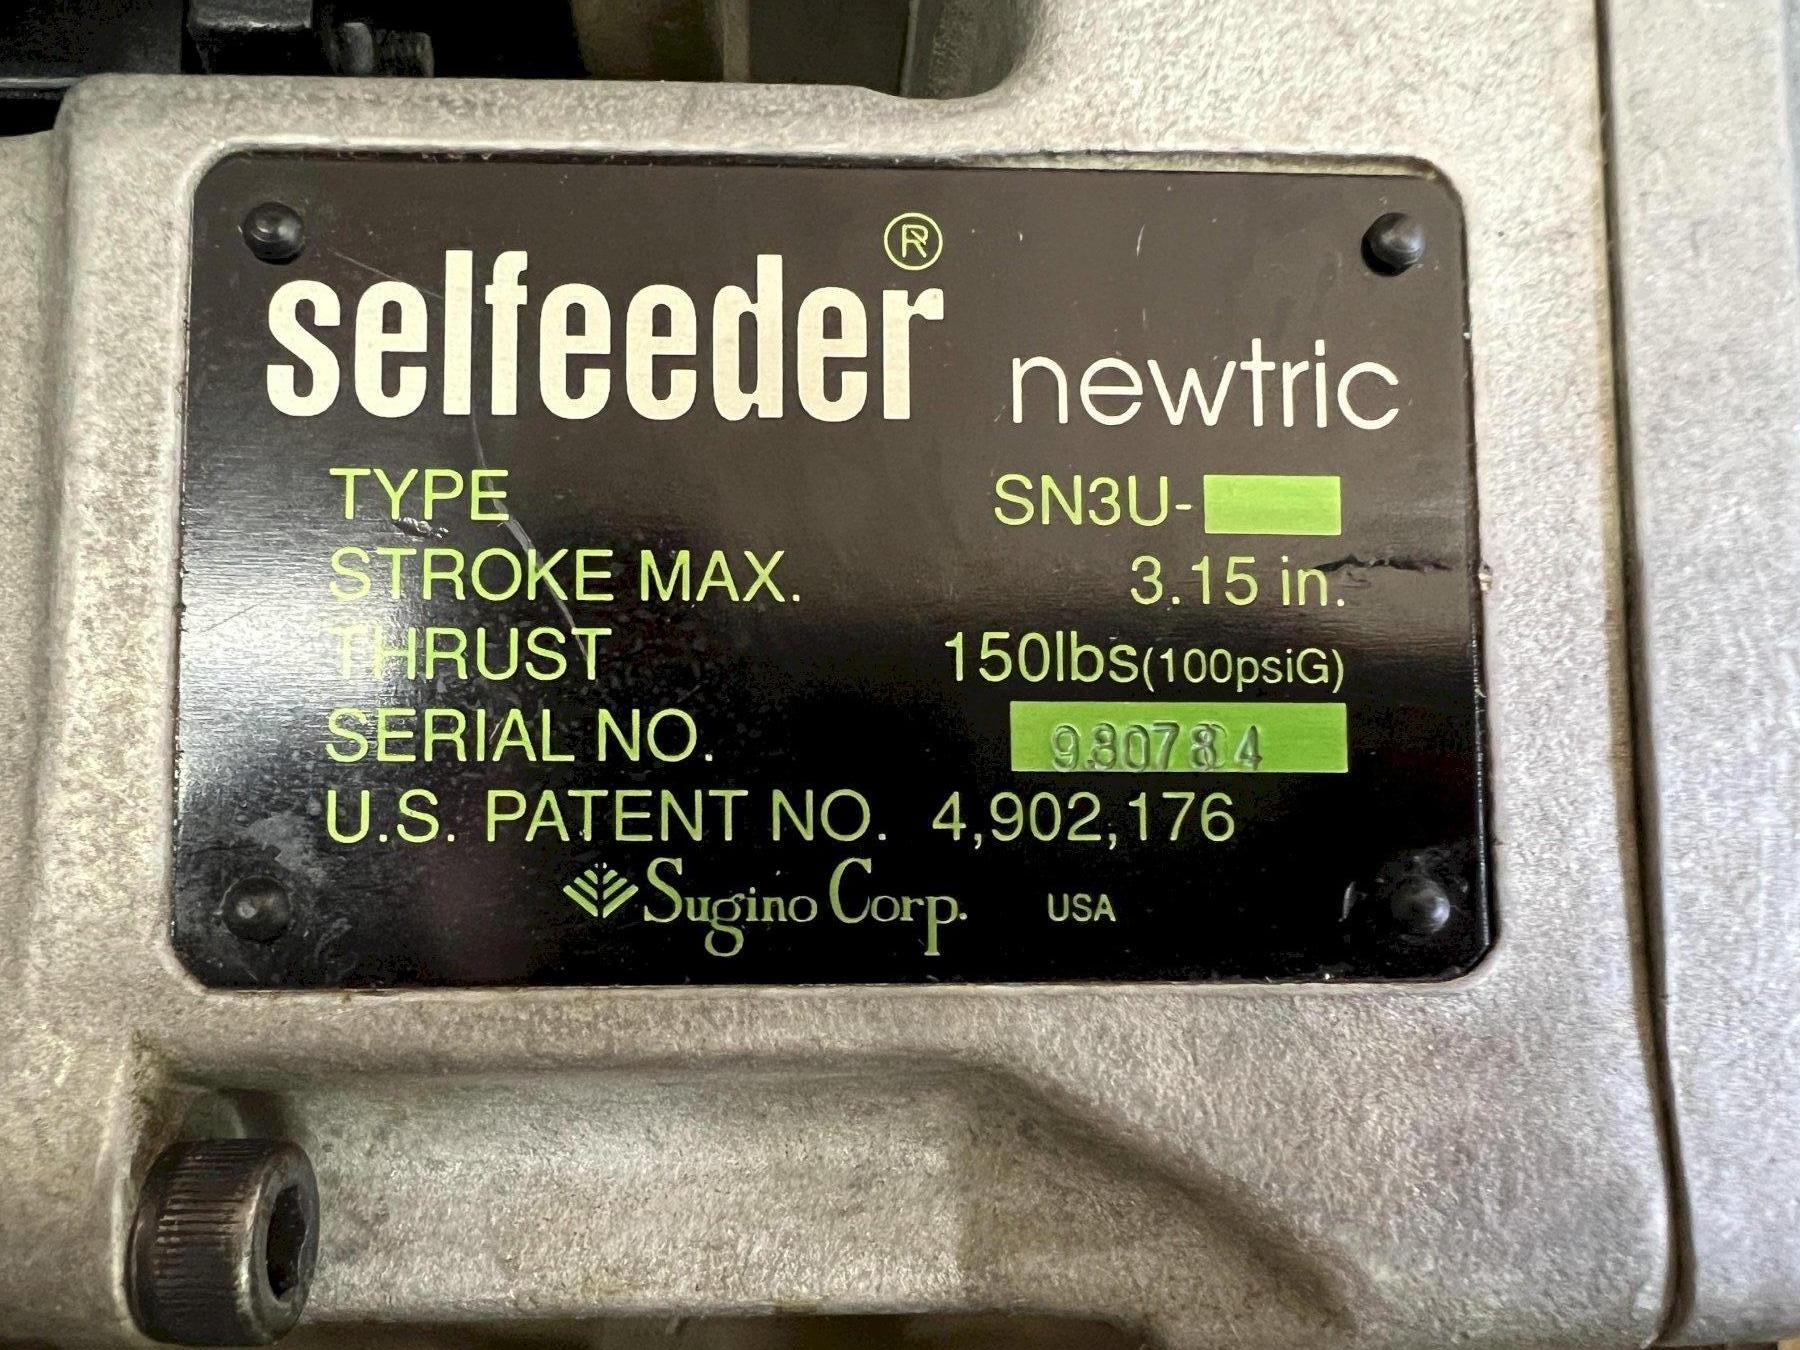 selfeeder® newtric
TYPE SN3U-
STROKE MAX. 3.15 in.
THRUST 150lbs(100psiG)
SERIAL NO. 980784
U.S. PATENT NO. 4,902,176
Sugino Corp. USA